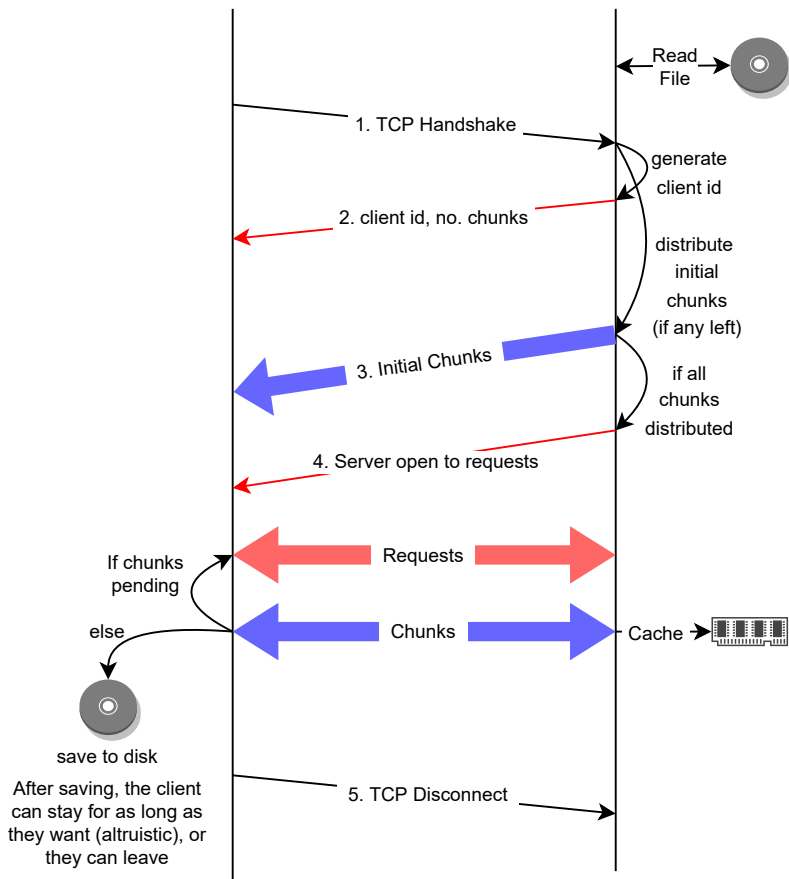 Read
File
1. TCP Handshake
generate
client id
2. client id, no. chunks
distribute
initial
chunks
(if any left)
3. Initial Chunks
if all
chunks
distributed
4. Server open to requests
If chunks
pending
Requests
else
Chunks
Cache
save to disk
After saving, the client
can stay for as long as
they want (altruistic), or
they can leave
5. TCP Disconnect